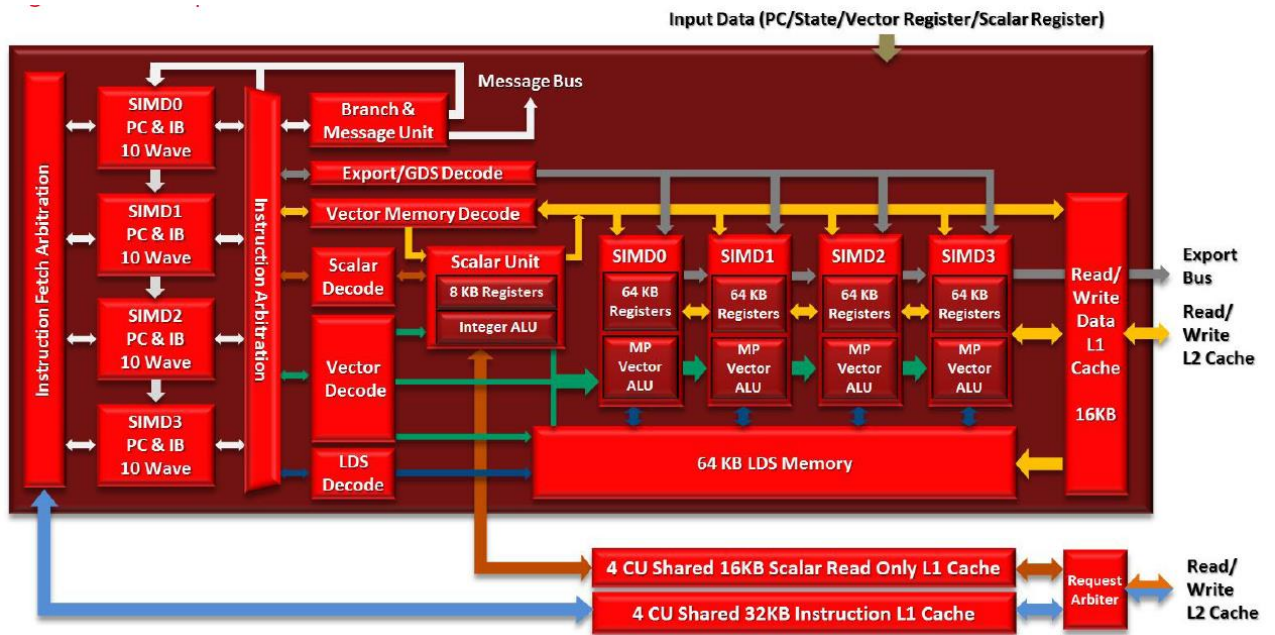 Input Data (PC/State/Vector Register/Scalar Register)
Instruction Fetch Arbitration
SIMD0
PC & IB
10 Wave
SIMD1
PC & IB
10 Wave
SIMD2
PC & IB
10 Wave
SIMD3
PC & IB
10 Wave
Instruction Arbitration
Branch &
Message Unit
Message Bus
Export/GDS Decode
Vector Memory Decode
Scalar
Decode
Scalar Unit
8 KB Registers
Integer ALU
Vector
Decode
LDS
Decode
SIMD0
64 KB
Registers
MP
Vector
ALU
SIMD1
64 KB
Registers
MP
Vector
ALU
SIMD2
64 KB
Registers
MP
Vector
ALU
SIMD3
64 KB
Registers
MP
Vector
ALU
64 KB LDS Memory
Read/
Write
Data
L1
Cache
16KB
Export
Bus
Read/
Write
L2 Cache
4 CU Shared 16KB Scalar Read Only L1 Cache
4 CU Shared 32KB Instruction L1 Cache
Request
Arbiter
Read/
Write
L2 Cache